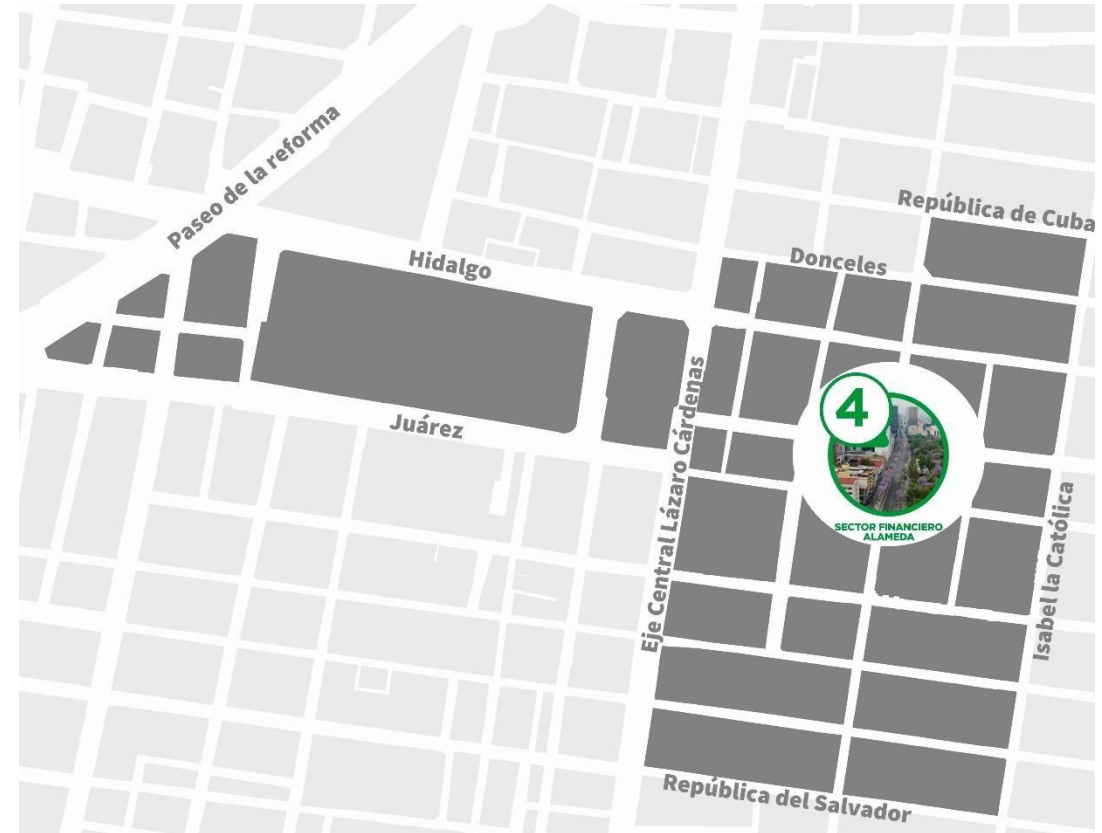 Paseo de la reforma
República de Cuba
Hidalgo
Donceles
4
Juárez
Eje Central Lázaro Cárdenas
SECTOR FINANCIERO
ALAMEDA
Isabel la Católica
República del Salvador